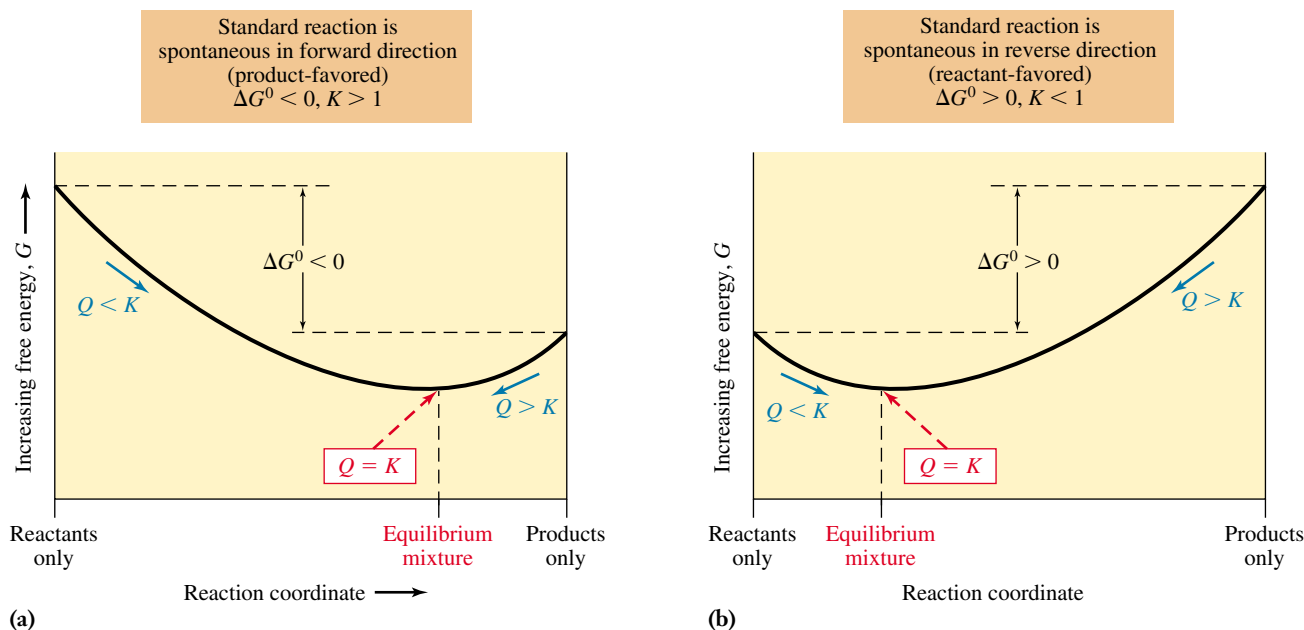 Standard reaction is
spontaneous in forward direction
(product-favored)
ΔG⁰ < 0, K > 1
Increasing free energy, G
ΔG⁰ < 0
Q < K
Q > K
Q = K
Reactants
only
Equilibrium
mixture
Products
only
Reaction coordinate
(a)
Standard reaction is
spontaneous in reverse direction
(reactant-favored)
ΔG⁰ > 0, K < 1
Increasing free energy, G
ΔG⁰ > 0
Q > K
Q < K
Q = K
Reactants
only
Equilibrium
mixture
Products
only
Reaction coordinate
(b)